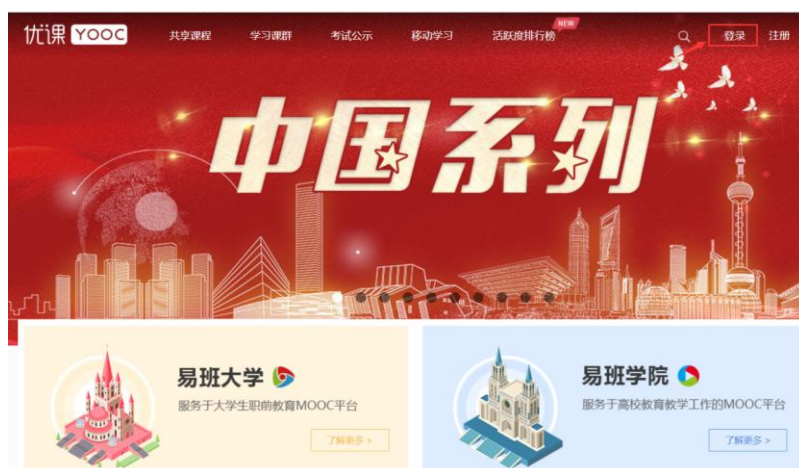 优课 YOOC 共享课程 学习课群 考试公示 移动学习 活跃度排行榜 NEW 登录 注册
中国系列
易班大学
服务于大学生职前教育MOOC平台
了解更多 >
易班学院
服务于高校教育教学工作的MOOC平台
了解更多 >